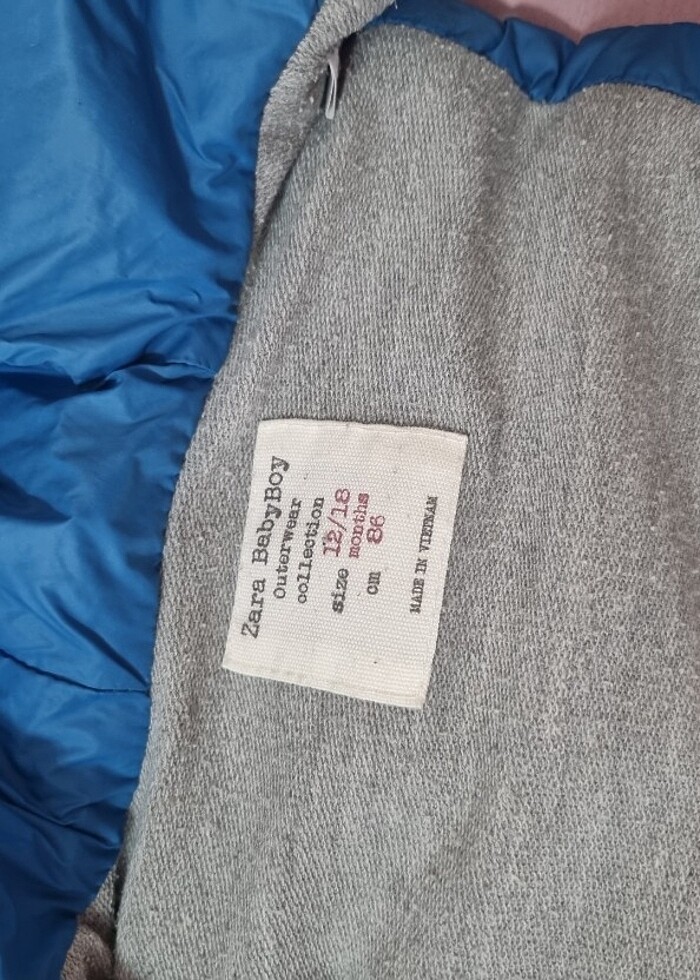 Zara BabyBoy
Outerwear
collection
size 12/18
months
cm 86
MADE IN VIETNAM